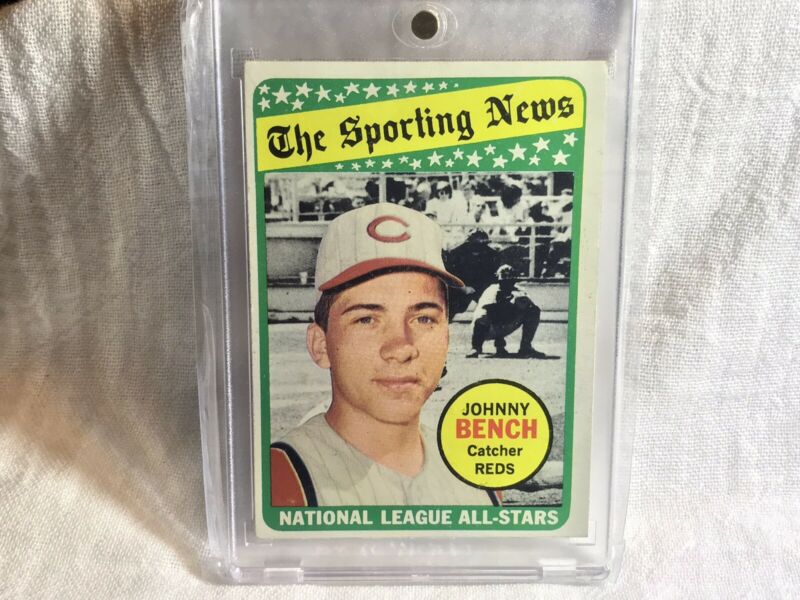 The Sporting News
C
JOHNNY
BENCH
Catcher
REDS
NATIONAL LEAGUE ALL-STARS